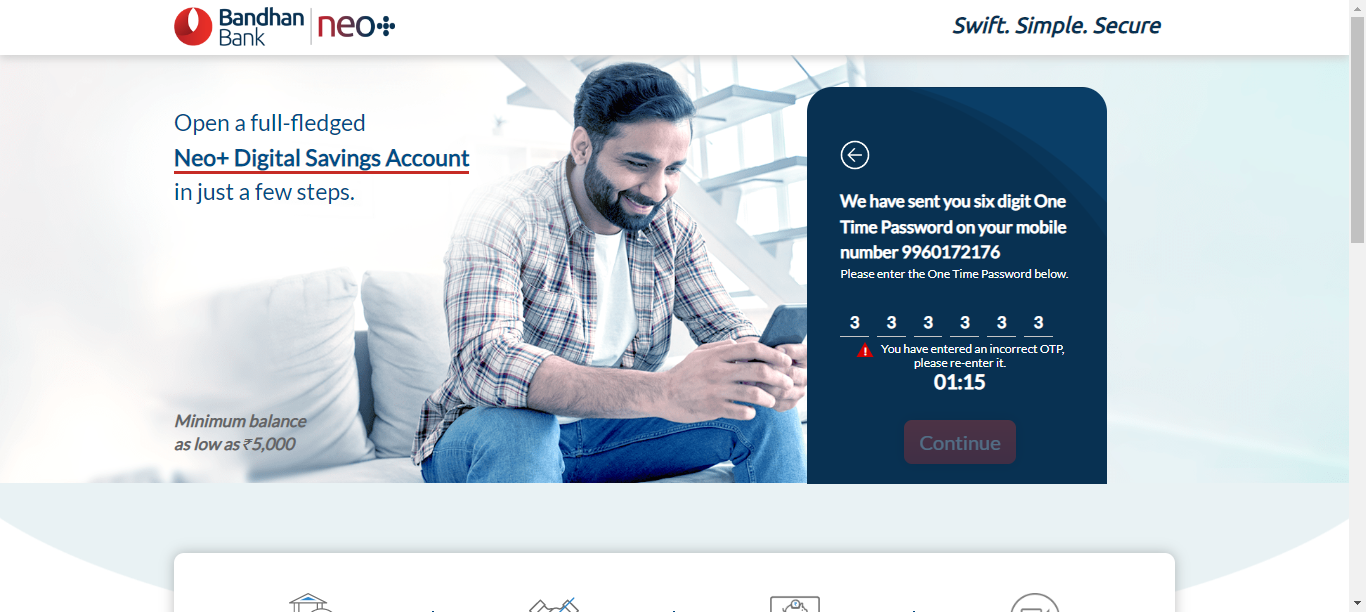 Bandhan
Bank
neo+
Swift. Simple. Secure
Open a full-fledged
Neo+ Digital Savings Account
in just a few steps.
Minimum balance
as low as ₹5,000
We have sent you six digit One
Time Password on your mobile
number 9960172176
Please enter the One Time Password below.
3 3 3 3 3 3
You have entered an incorrect OTP,
please re-enter it.
01:15
Continue